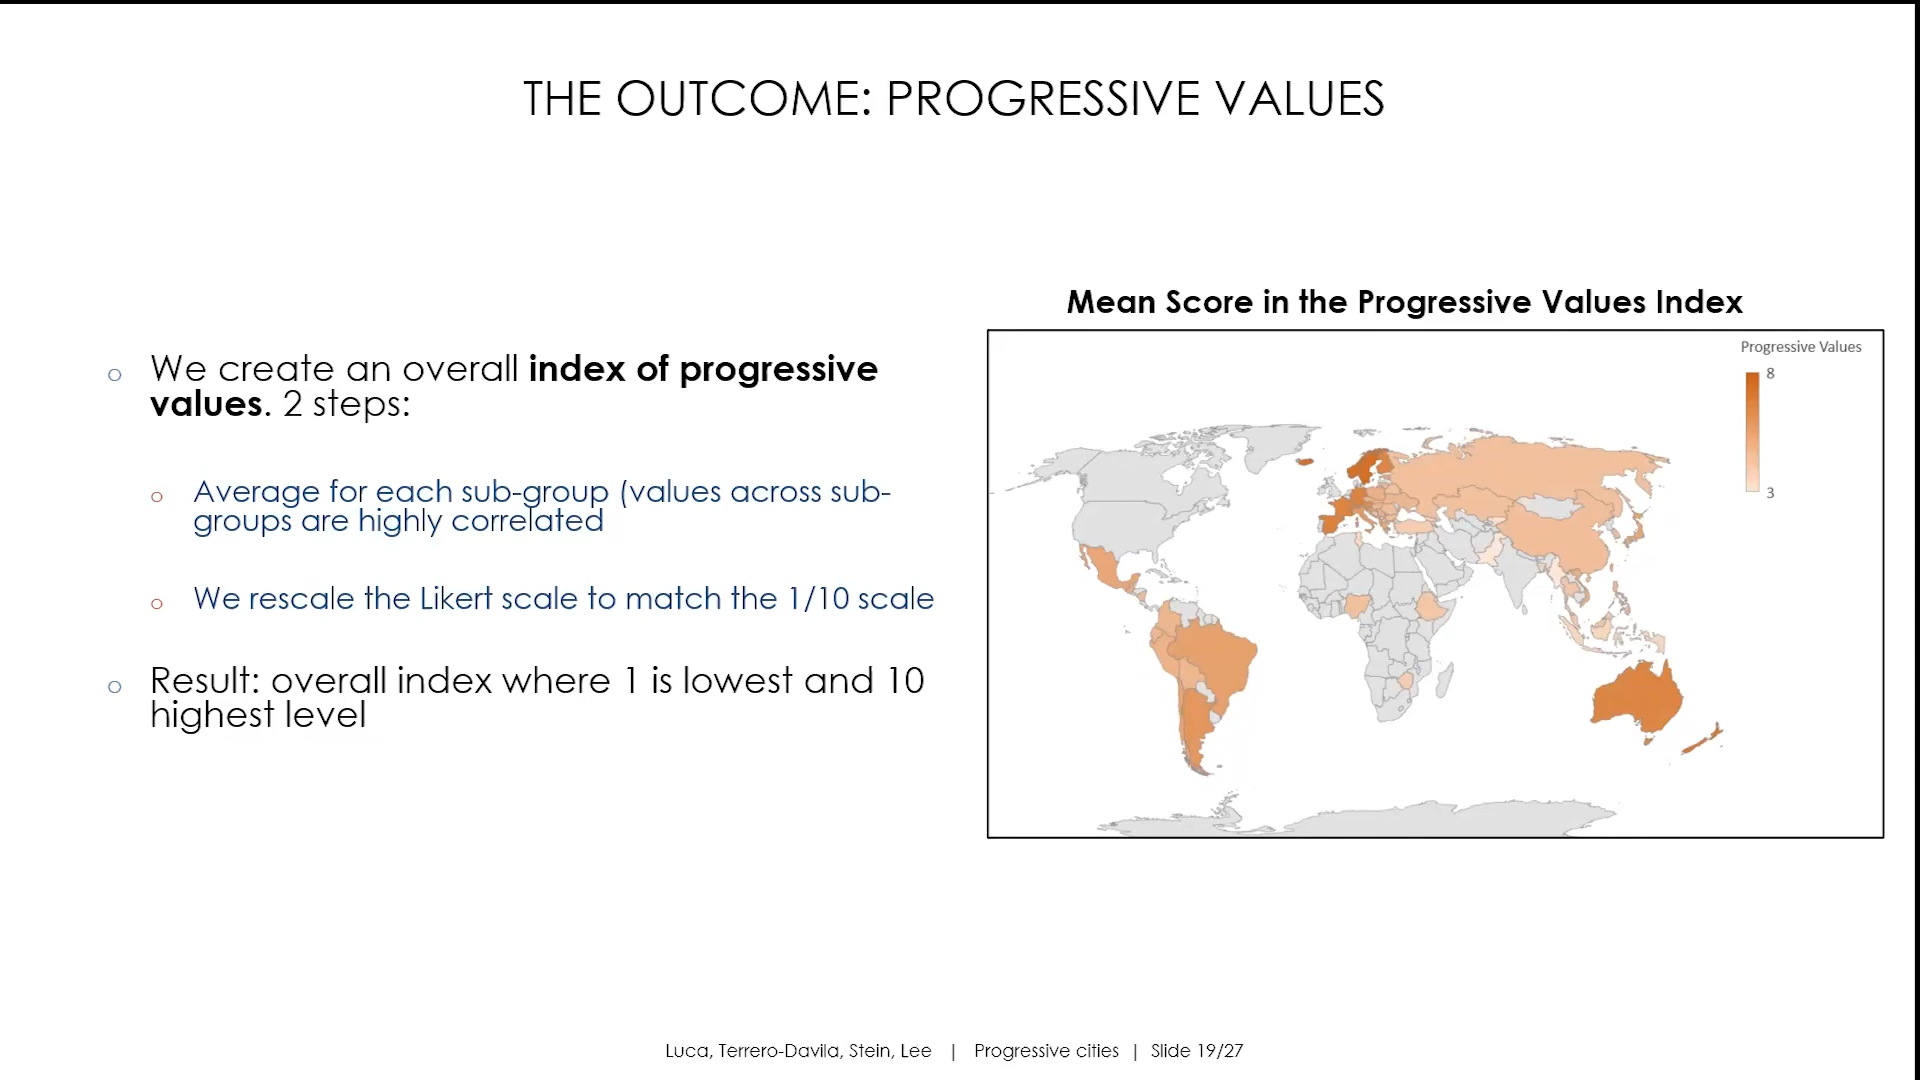 THE OUTCOME: PROGRESSIVE VALUES
We create an overall index of progressive
values. 2 steps:
Average for each sub-group (values across sub-
groups are highly correlated
We rescale the Likert scale to match the 1/10 scale
Result: overall index where 1 is lowest and 10
highest level
Mean Score in the Progressive Values Index
Progressive Values
8
3
Luca, Terrero-Davila, Stein, Lee | Progressive cities | Slide 19/27